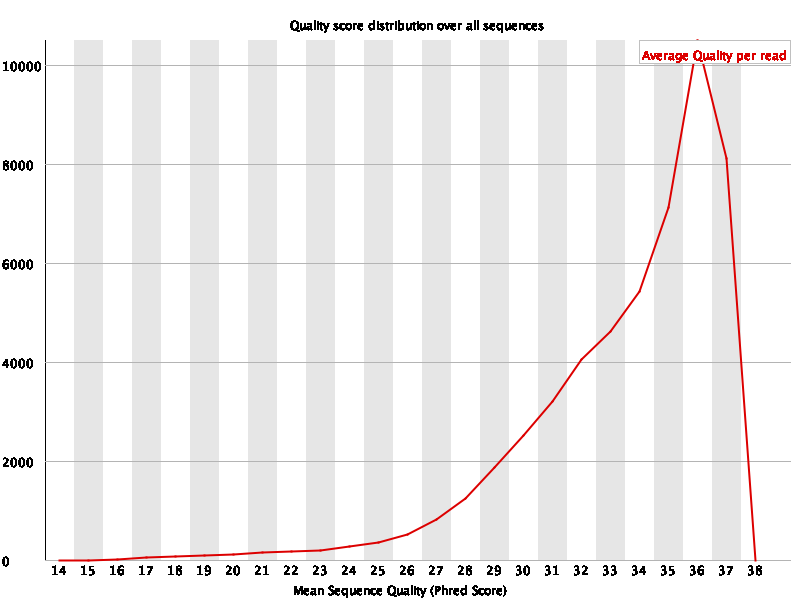 Quality score distribution over all sequences
Average Quality per read
10000
8000
6000
4000
2000
0
14 15 16 17 18 19 20 21 22 23 24 25 26 27 28 29 30 31 32 33 34 35 36 37 38
Mean Sequence Quality (Phred Score)